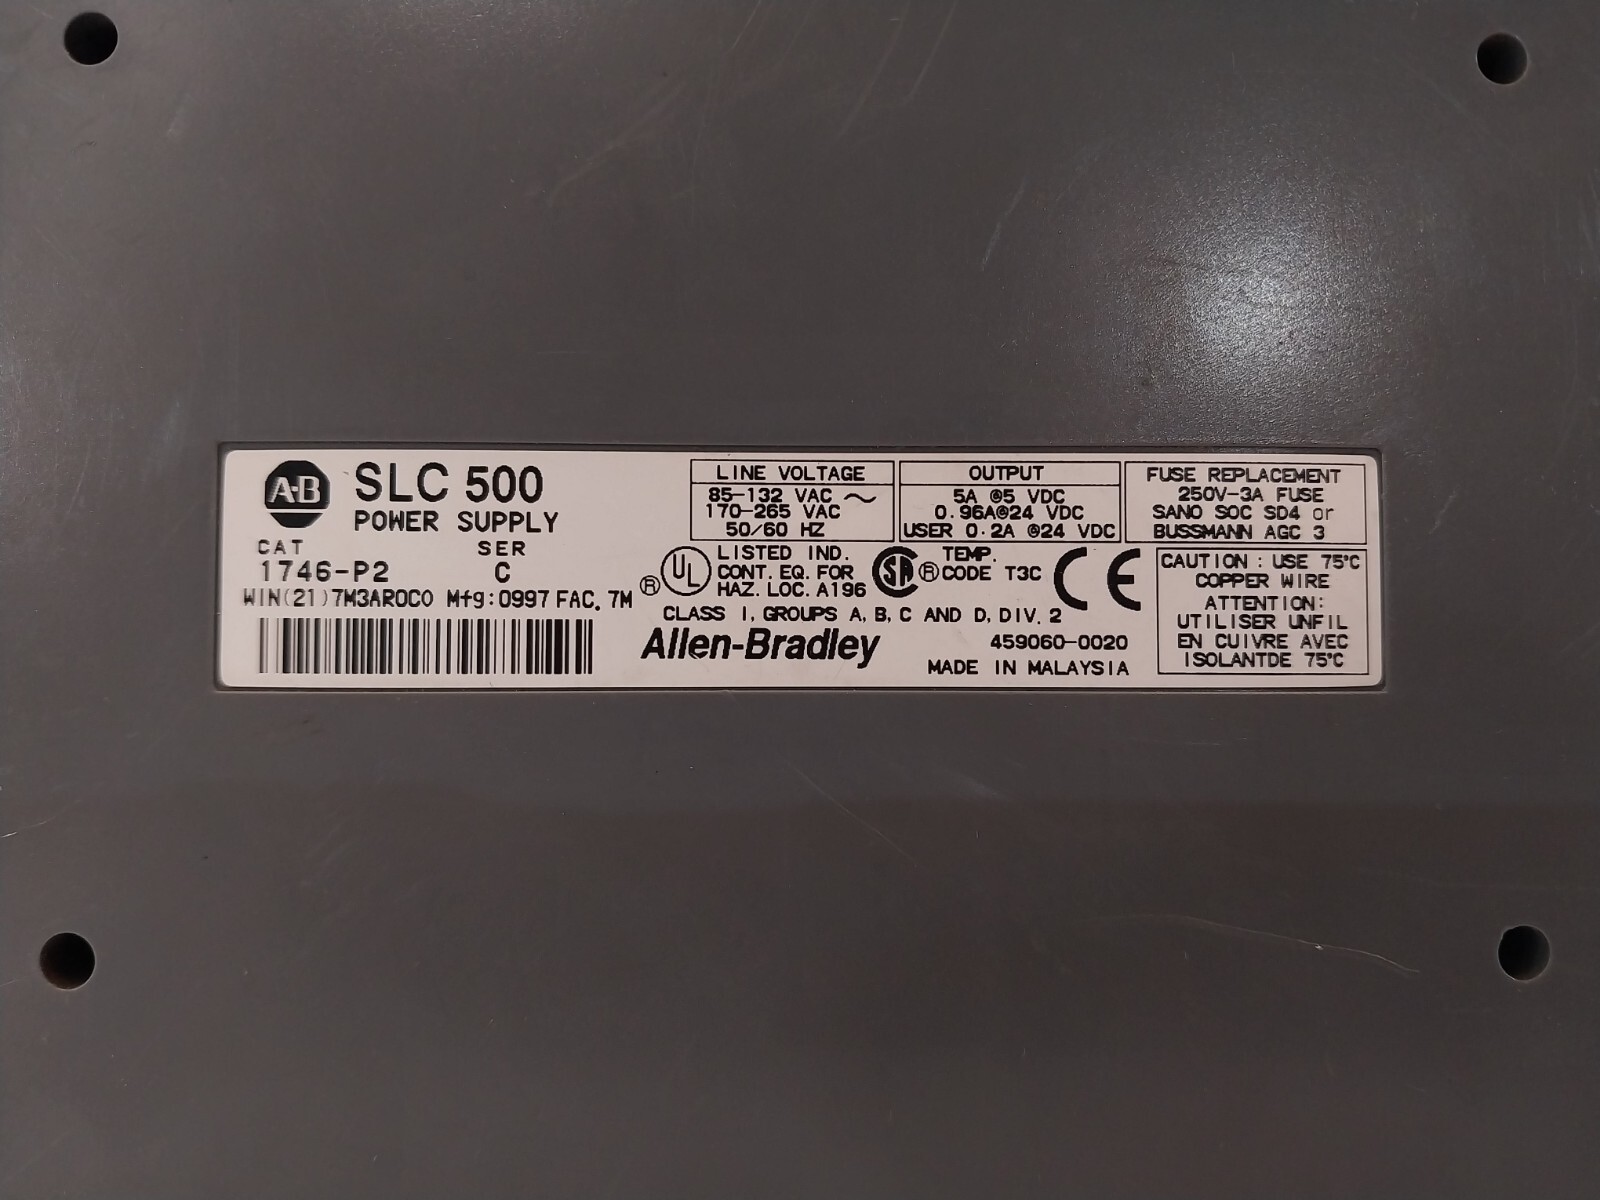 A-B SLC 500
POWER SUPPLY
CAT SER
1746-P2 C
WIN(21)7M3AROCO Mfg:0997 FAC. 7M
LINE VOLTAGE
85-132 VAC ~
170-265 VAC
50/60 HZ
OUTPUT
5A @5 VDC
0.96A@24 VDC
USER 0.2A @24 VDC
FUSE REPLACEMENT
250V-3A FUSE
SANO SOC SD4 or
BUSSMANN AGC 3
® UL LISTED IND.
CONT. EQ. FOR
HAZ. LOC. A196
SA ® TEMP.
CODE T3C
CE
CLASS I, GROUPS A, B, C AND D, DIV. 2
Allen-Bradley
459060-0020
MADE IN MALAYSIA
CAUTION : USE 75°C
COPPER WIRE
ATTENTION:
UTILISER UNFIL
EN CUIVRE AVEC
ISOLANTDE 75°C